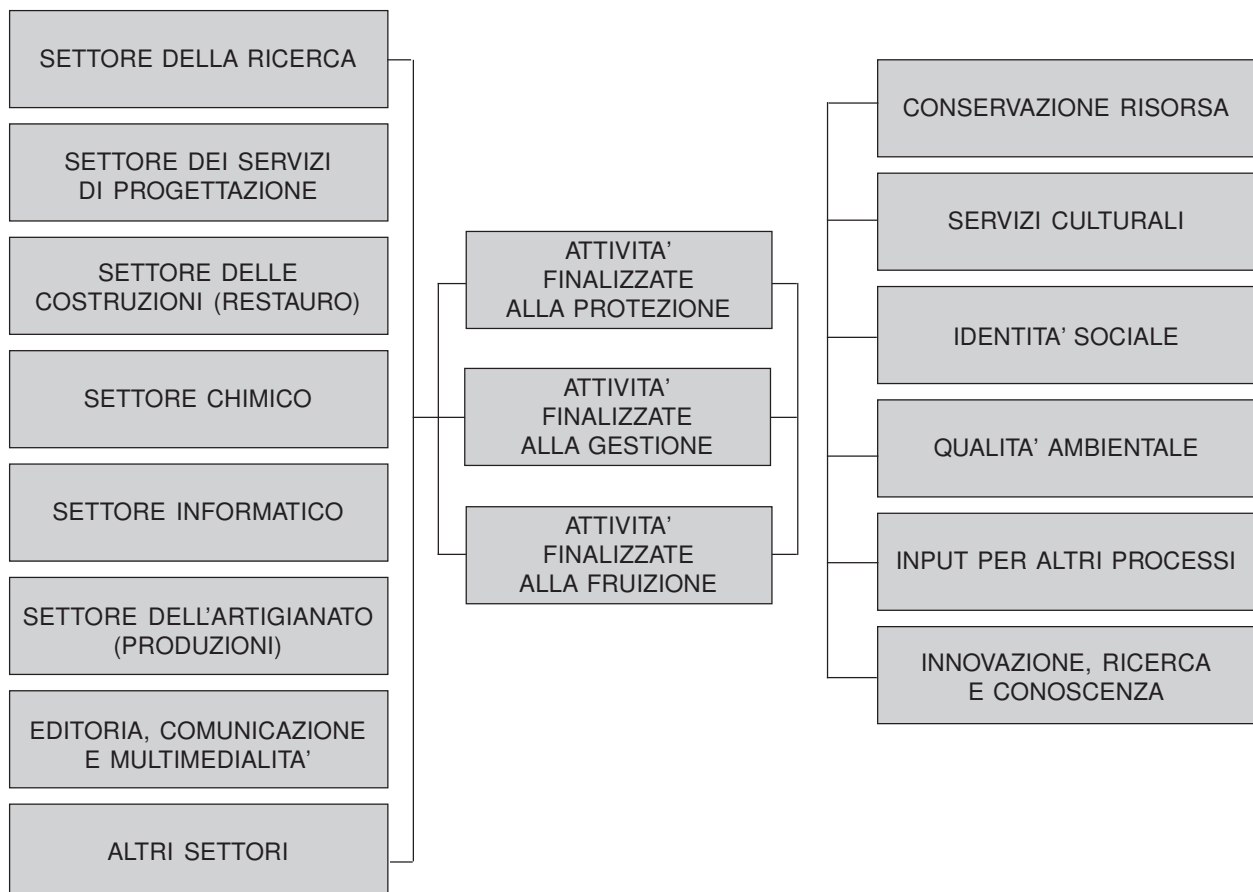 SETTORE DELLA RICERCA
SETTORE DEI SERVIZI
DI PROGETTAZIONE
SETTORE DELLE
COSTRUZIONI (RESTAURO)
SETTORE CHIMICO
SETTORE INFORMATICO
SETTORE DELL'ARTIGIANATO
(PRODUZIONI)
EDITORIA, COMUNICAZIONE
E MULTIMEDIALITA’
ALTRI SETTORI
ATTIVITA’
FINALIZZATE
ALLA PROTEZIONE
ATTIVITA’
FINALIZZATE
ALLA GESTIONE
ATTIVITA’
FINALIZZATE
ALLA FRUIZIONE
CONSERVAZIONE RISORSA
SERVIZI CULTURALI
IDENTITA’ SOCIALE
QUALITA’ AMBIENTALE
INPUT PER ALTRI PROCESSI
INNOVAZIONE, RICERCA
E CONOSCENZA